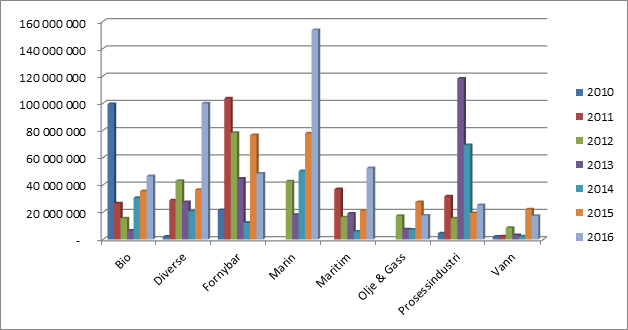 160 000 000
140 000 000
120 000 000
100 000 000
80 000 000
60 000 000
40 000 000
20 000 000
-
Bio
Diverse
Fornybar
Marin
Maritim
Olje & Gass
Prosessindustri
Vann
2010
2011
2012
2013
2014
2015
2016